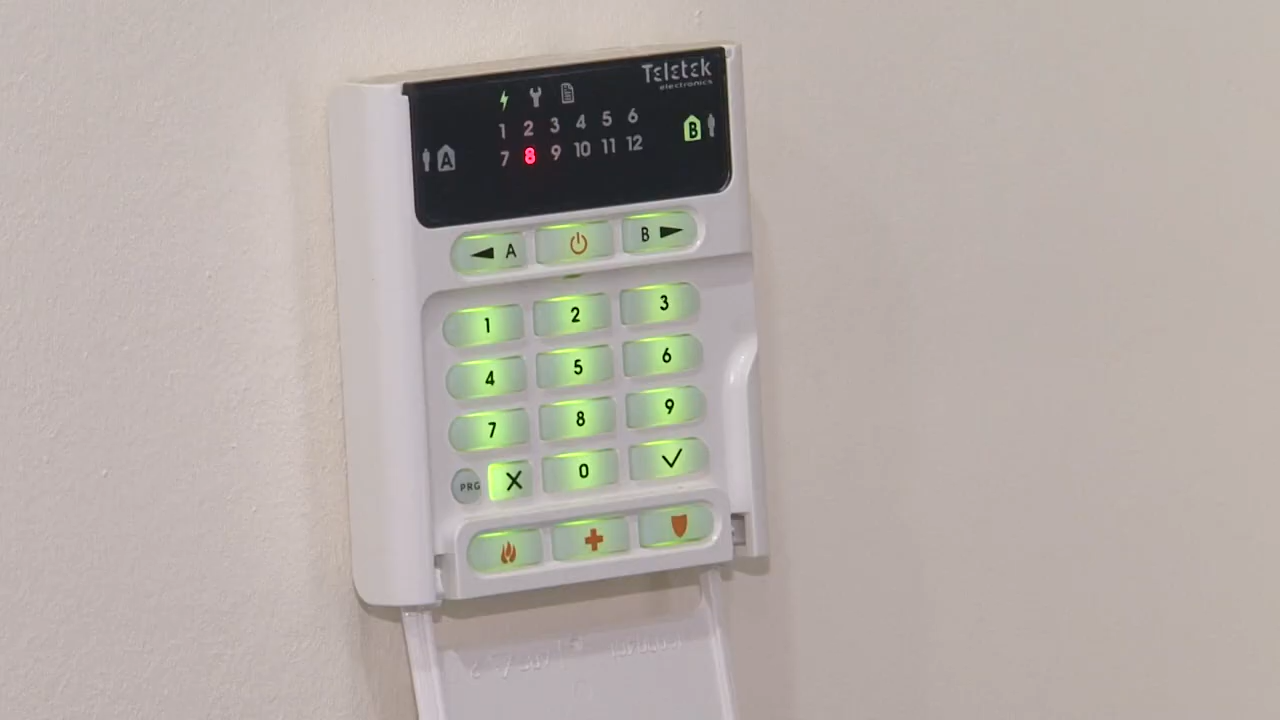 Teletek
electronics
1 2 3 4 5 6
A
B
7 8 9 10 11 12
A
B
1 2 3
4 5 6
7 8 9
PRG X 0